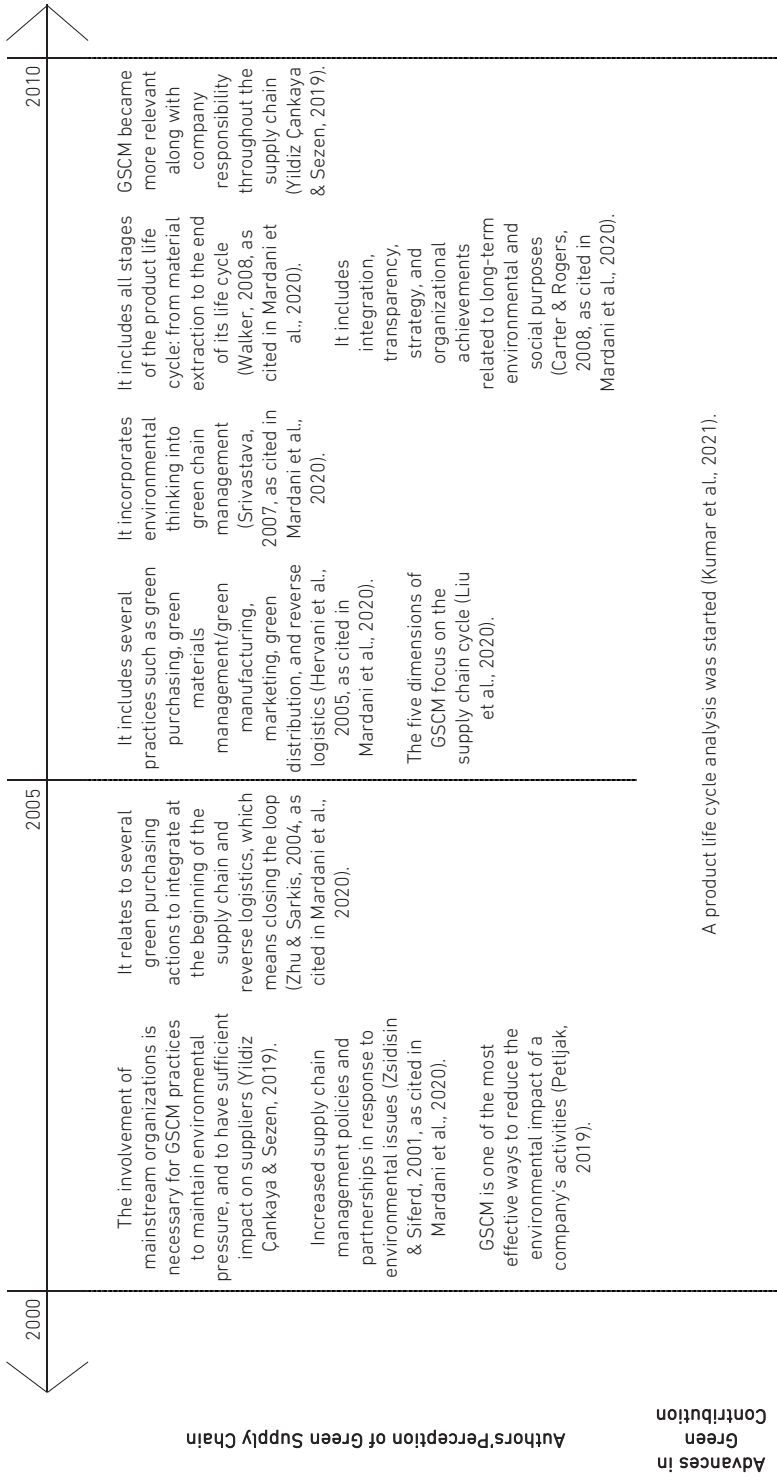 2000
2005
2010
Authors'Perception of Green Supply Chain
The involvement of
mainstream organizations is
necessary for GSCM practices
to maintain environmental
pressure, and to have sufficient
impact on suppliers (Yildiz
Çankaya & Sezen, 2019).
Increased supply chain
management policies and
partnerships in response to
environmental issues (Zsidisin
& Siferd, 2001, as cited in
Mardani et al., 2020).
GSCM is one of the most
effective ways to reduce the
environmental impact of a
company's activities (Petljak,
2019).
It relates to several
green purchasing
actions to integrate at
the beginning of the
supply chain and
reverse logistics, which
means closing the loop
(Zhu & Sarkis, 2004, as
cited in Mardani et al.,
2020).
It includes several
practices such as green
purchasing, green
materials
management/green
manufacturing,
marketing, green
distribution, and reverse
logistics (Hervani et al.,
2005, as cited in
Mardani et al., 2020).
The five dimensions of
GSCM focus on the
supply chain cycle (Liu
et al., 2020).
It incorporates
environmental
thinking into
green chain
management
(Srivastava,
2007, as cited in
Mardani et al.,
2020).
It includes all stages
of the product life
cycle: from material
extraction to the end
of its life cycle
(Walker, 2008, as
cited in Mardani et
al., 2020).
It includes
integration,
transparency,
strategy, and
organizational
achievements
related to long-term
environmental and
social purposes
(Carter & Rogers,
2008, as cited in
Mardani et al., 2020).
GSCM became
more relevant
along with
company
responsibility
throughout the
supply chain
(Yildiz Çankaya
& Sezen, 2019).
Advances in
Green
Contribution
A product life cycle analysis was started (Kumar et al., 2021).